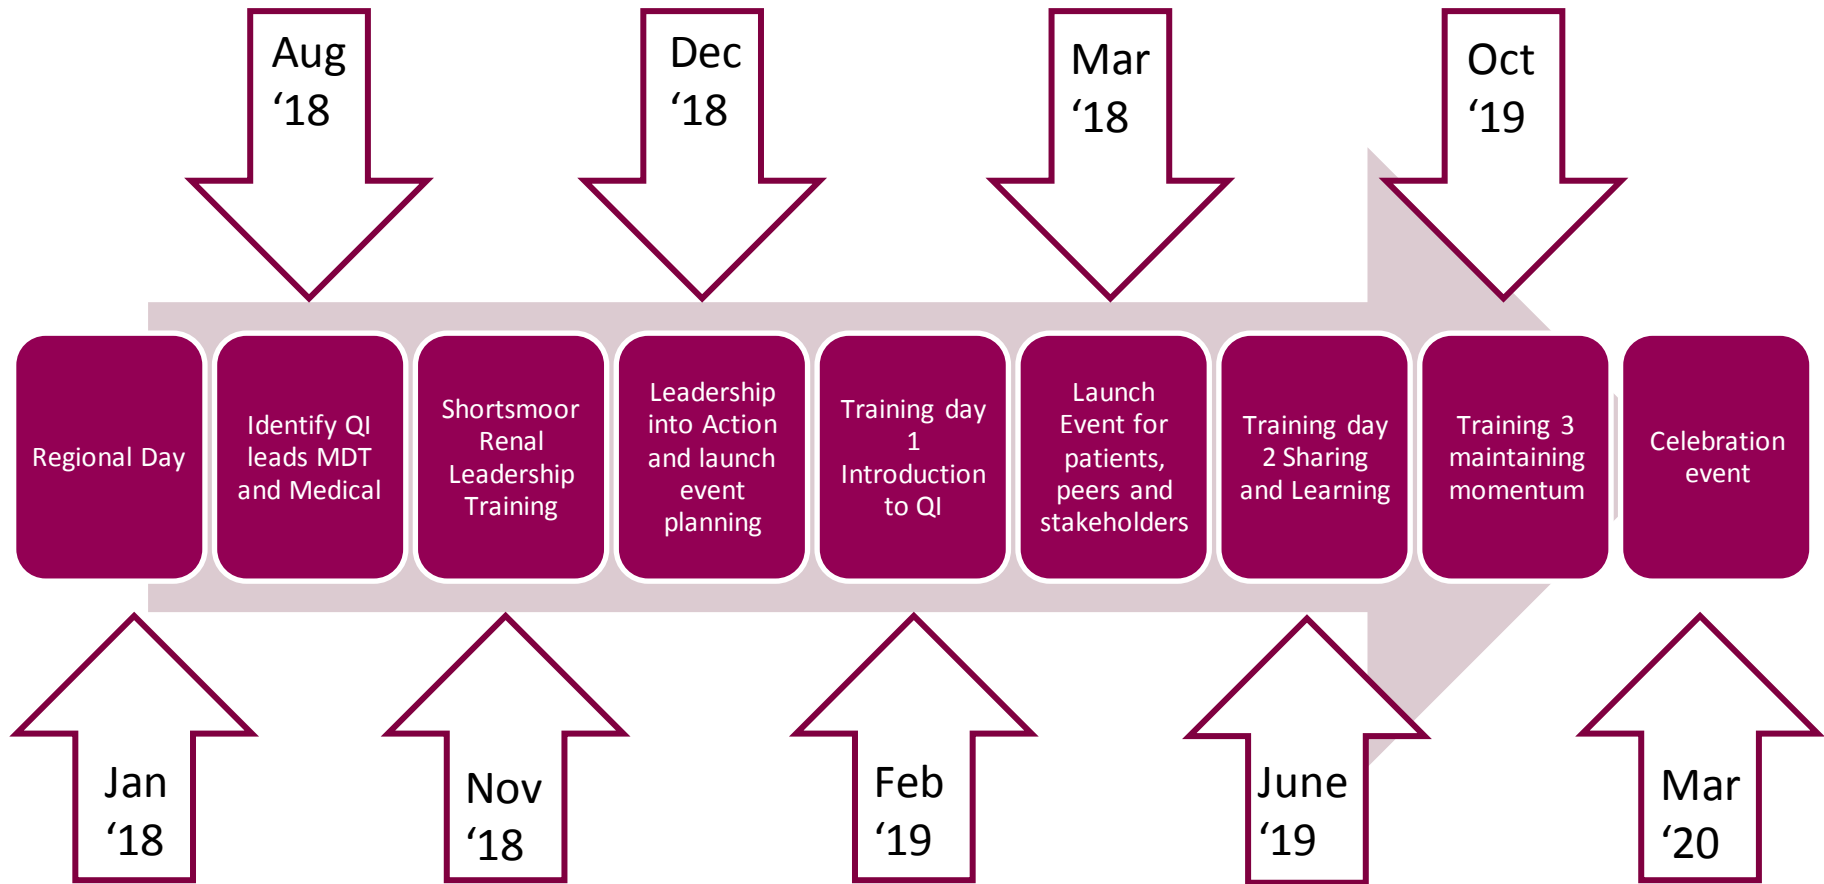 Aug
‘18
Dec
‘18
Mar
‘18
Oct
‘19
Regional Day
Identify QI
leads MDT
and Medical
Shortsmoor
Renal
Leadership
Training
Leadership
into Action
and launch
event
planning
Training day
1
Introduction
to QI
Launch
Event for
patients,
peers and
stakeholders
Training day
2 Sharing
and Learning
Training 3
maintaining
momentum
Celebration
event
Jan
‘18
Nov
‘18
Feb
‘19
June
‘19
Mar
‘20